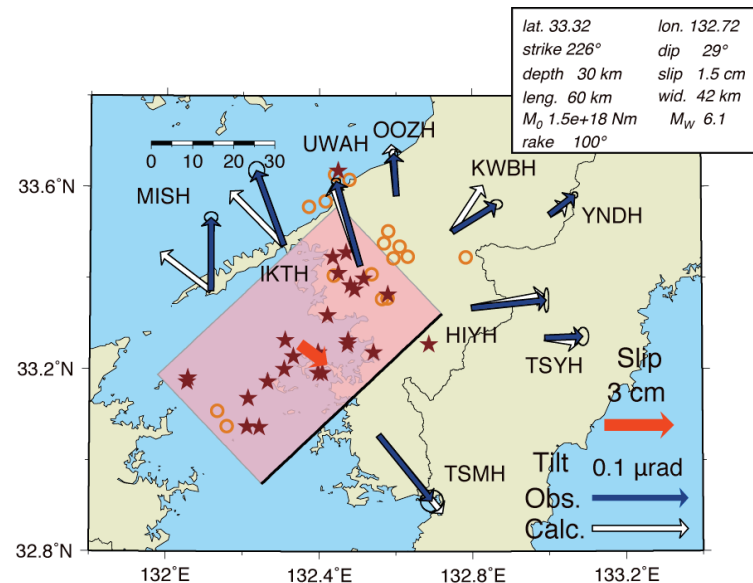 lat. 33.32 lon. 132.72
strike 226° dip 29°
depth 30 km slip 1.5 cm
leng. 60 km wid. 42 km
M0 1.5e+18 Nm MW 6.1
rake 100°
UWAH OOZH
0 5 10 15 20 25 30
KWBH
33.6°N
MISH
YNDH
IKTH
HIYH
TSYH
Slip
33.2°N
3 cm
TSMH
Tilt 0.1 μrad
Obs.
Calc.
32.8°N
132°E 132.4°E 132.8°E 133.2°E